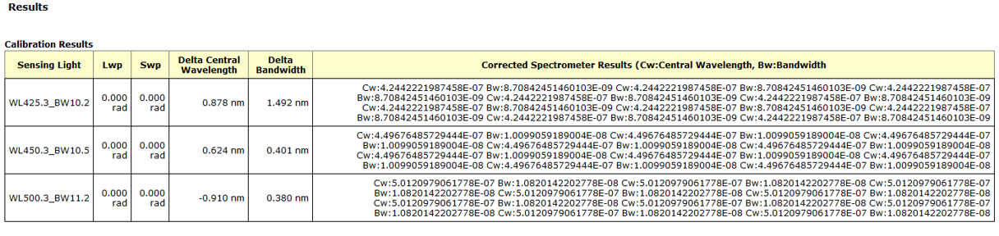 Results
Calibration Results
Sensing Light Lwp Swp Delta Central Wavelength Delta Bandwidth Corrected Spectrometer Results (Cw:Central Wavelength, Bw:Bandwidth
WL425.3_BW10.2 0.000 rad 0.000 rad 0.878 nm 1.492 nm Cw:4.2442221987458E-07 Bw:8.70842451460103E-09 Cw:4.2442221987458E-07 Bw:8.70842451460103E-09 Cw:4.2442221987458E-07
Bw:8.70842451460103E-09 Cw:4.2442221987458E-07 Bw:8.70842451460103E-09 Cw:4.2442221987458E-07 Bw:8.70842451460103E-09
Cw:4.2442221987458E-07 Bw:8.70842451460103E-09 Cw:4.2442221987458E-07 Bw:8.70842451460103E-09 Cw:4.2442221987458E-07
Bw:8.70842451460103E-09 Cw:4.2442221987458E-07 Bw:8.70842451460103E-09 Cw:4.2442221987458E-07 Bw:8.70842451460103E-09
WL450.3_BW10.5 0.000 rad 0.000 rad 0.624 nm 0.401 nm Cw:4.49676485729444E-07 Bw:1.0099059189004E-08 Cw:4.49676485729444E-07 Bw:1.0099059189004E-08 Cw:4.49676485729444E-07
Bw:1.0099059189004E-08 Cw:4.49676485729444E-07 Bw:1.0099059189004E-08 Cw:4.49676485729444E-07 Bw:1.0099059189004E-08
Cw:4.49676485729444E-07 Bw:1.0099059189004E-08 Cw:4.49676485729444E-07 Bw:1.0099059189004E-08 Cw:4.49676485729444E-07
Bw:1.0099059189004E-08 Cw:4.49676485729444E-07 Bw:1.0099059189004E-08 Cw:4.49676485729444E-07 Bw:1.0099059189004E-08
WL500.3_BW11.2 0.000 rad 0.000 rad -0.910 nm 0.380 nm Cw:5.0120979061778E-07 Bw:1.0820142202778E-08 Cw:5.0120979061778E-07 Bw:1.0820142202778E-08 Cw:5.0120979061778E-07
Bw:1.0820142202778E-08 Cw:5.0120979061778E-07 Bw:1.0820142202778E-08 Cw:5.0120979061778E-07 Bw:1.0820142202778E-08
Cw:5.0120979061778E-07 Bw:1.0820142202778E-08 Cw:5.0120979061778E-07 Bw:1.0820142202778E-08 Cw:5.0120979061778E-07
Bw:1.0820142202778E-08 Cw:5.0120979061778E-07 Bw:1.0820142202778E-08 Cw:5.0120979061778E-07 Bw:1.0820142202778E-08